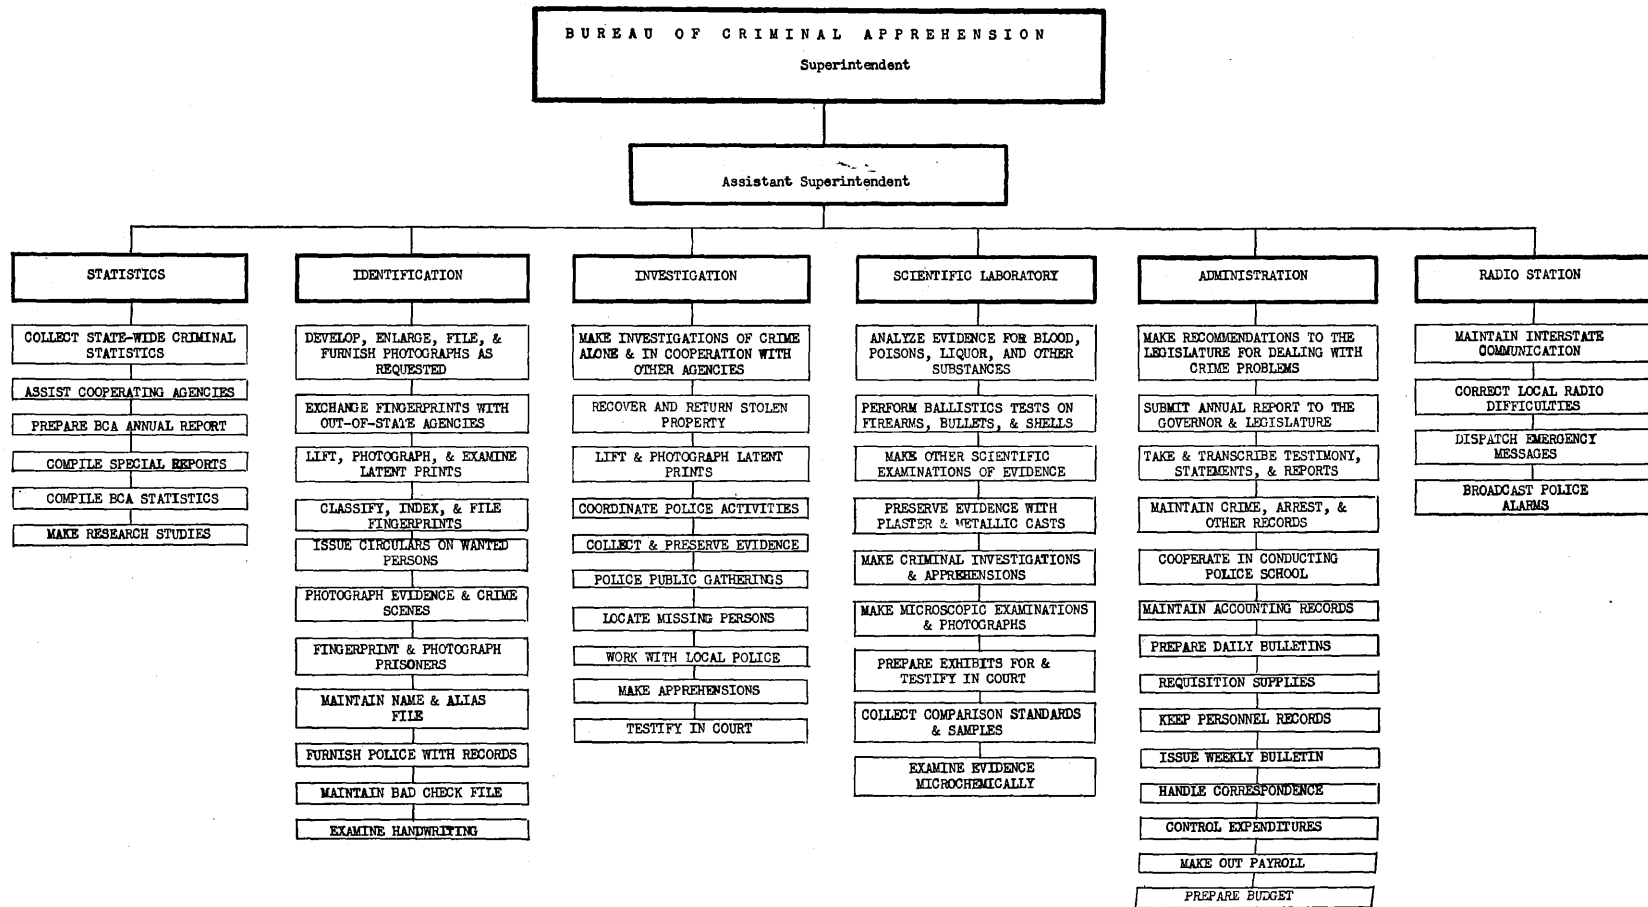 BUREAU OF CRIMINAL APPREHENSION
Superintendent
Assistant Superintendent
STATISTICS
COLLECT STATE-WIDE CRIMINAL
STATISTICS
ASSIST COOPERATING AGENCIES
PREPARE BCA ANNUAL REPORT
COMPILE SPECIAL REPORTS
COMPILE BCA STATISTICS
MAKE RESEARCH STUDIES
IDENTIFICATION
DEVELOP, ENLARGE, FILE, &
FURNISH PHOTOGRAPHS AS
REQUESTED
EXCHANGE FINGERPRINTS WITH
OUT-OF-STATE AGENCIES
LIFT, PHOTOGRAPH, & EXAMINE
LATENT PRINTS
CLASSIFY, INDEX, & FILE
FINGERPRINTS
ISSUE CIRCULARS ON WANTED
PERSONS
PHOTOGRAPH EVIDENCE & CRIME
SCENES
FINGERPRINT & PHOTOGRAPH
PRISONERS
MAINTAIN NAME & ALIAS
FILE
FURNISH POLICE WITH RECORDS
MAINTAIN BAD CHECK FILE
EXAMINE HANDWRITING
INVESTIGATION
MAKE INVESTIGATIONS OF CRIME
ALONE & IN COOPERATION WITH
OTHER AGENCIES
RECOVER AND RETURN STOLEN
PROPERTY
LIFT & PHOTOGRAPH LATENT
PRINTS
COORDINATE POLICE ACTIVITIES
COLLECT & PRESERVE EVIDENCE
POLICE PUBLIC GATHERINGS
LOCATE MISSING PERSONS
WORK WITH LOCAL POLICE
MAKE APPREHENSIONS
TESTIFY IN COURT
SCIENTIFIC LABORATORY
ANALYZE EVIDENCE FOR BLOOD,
POISONS, LIQUOR, AND OTHER
SUBSTANCES
PERFORM BALLISTICS TESTS ON
FIREARMS, BULLETS, & SHELLS
MAKE OTHER SCIENTIFIC
EXAMINATIONS OF EVIDENCE
PRESERVE EVIDENCE WITH
PLASTER & METALLIC CASTS
MAKE CRIMINAL INVESTIGATIONS
& APPREHENSIONS
MAKE MICROSCOPIC EXAMINATIONS
& PHOTOGRAPHS
PREPARE EXHIBITS FOR &
TESTIFY IN COURT
COLLECT COMPARISON STANDARDS
& SAMPLES
EXAMINE EVIDENCE
MICROCHEMICALLY
ADMINISTRATION
MAKE RECOMMENDATIONS TO THE
LEGISLATURE FOR DEALING WITH
CRIME PROBLEMS
SUBMIT ANNUAL REPORT TO THE
GOVERNOR & LEGISLATURE
TAKE & TRANSCRIBE TESTIMONY,
STATEMENTS, & REPORTS
MAINTAIN CRIME, ARREST, &
OTHER RECORDS
COOPERATE IN CONDUCTING
POLICE SCHOOL
MAINTAIN ACCOUNTING RECORDS
PREPARE DAILY BULLETINS
REQUISITION SUPPLIES
KEEP PERSONNEL RECORDS
ISSUE WEEKLY BULLETIN
HANDLE CORRESPONDENCE
CONTROL EXPENDITURES
MAKE OUT PAYROLL
PREPARE BUDGET
RADIO STATION
MAINTAIN INTERSTATE
COMMUNICATION
CORRECT LOCAL RADIO
DIFFICULTIES
DISPATCH EMERGENCY
MESSAGES
BROADCAST POLICE
ALARMS